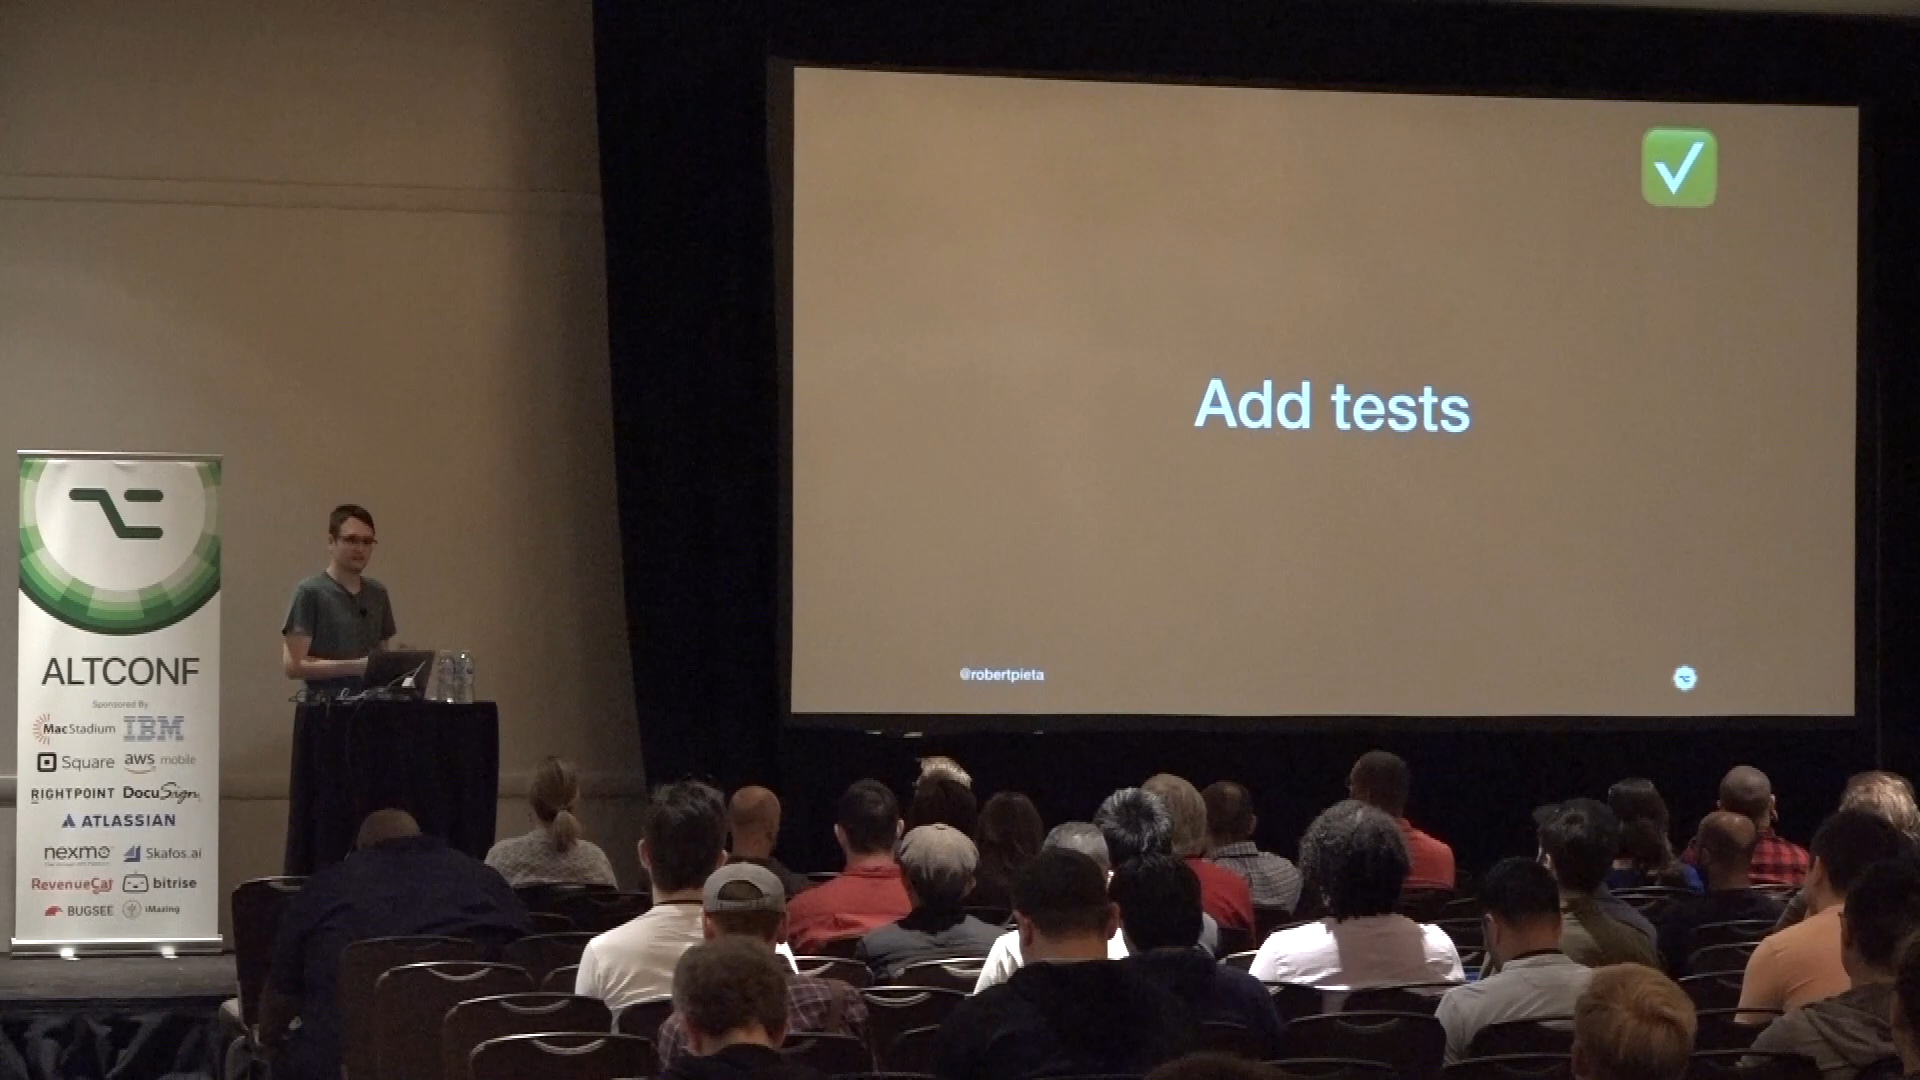 Add tests
@robertpieta
ALTCONF
Sponsored By
MacStadium IBM
Square aws mobile
RIGHTPOINT DocuSign
ATLASSIAN
nexmo Skafos.ai
RevenueCat bitrise
BUGSEE iMazing